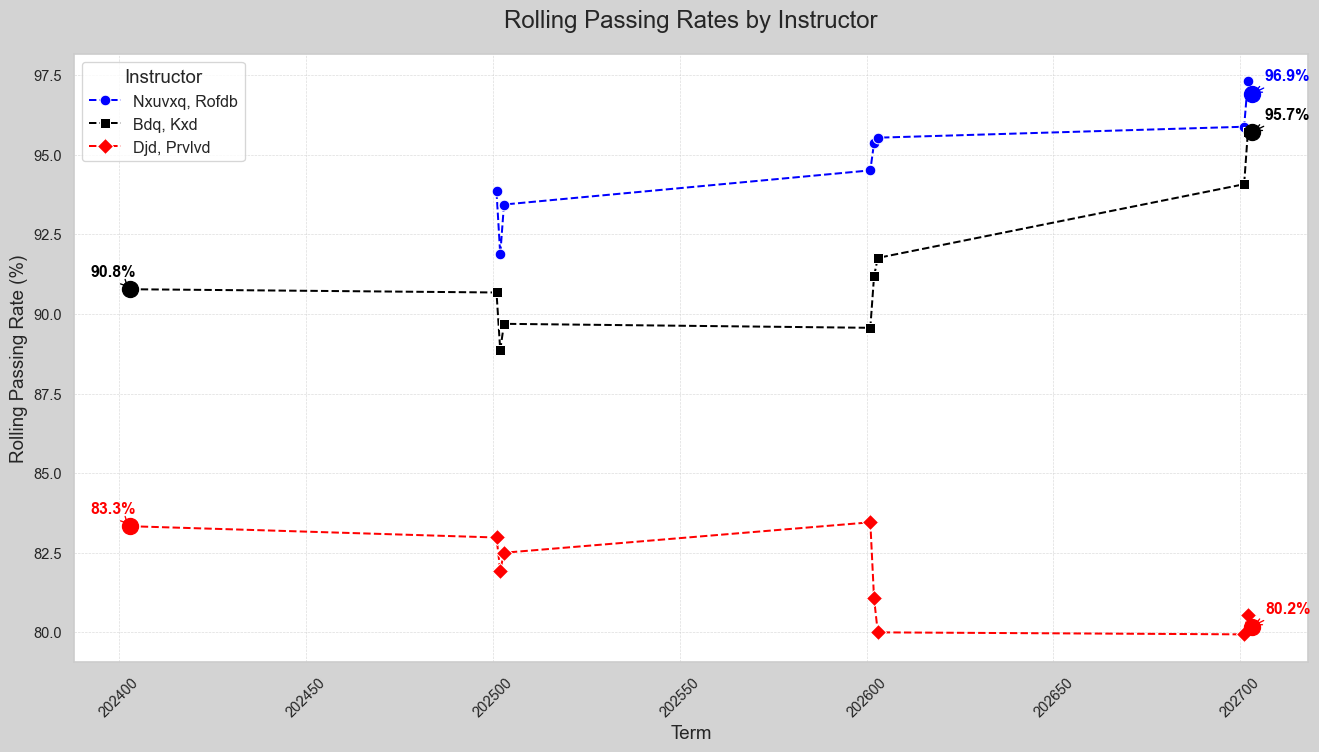 Rolling Passing Rates by Instructor
Instructor
Nxuvxq, Rofdb
Bdq, Kxd
Djd, Prvlvd
96.9%
95.7%
90.8%
83.3%
80.2%
Rolling Passing Rate (%)
97.5
95.0
92.5
90.0
87.5
85.0
82.5
80.0
202400
202450
202500
202550
202600
202650
202700
Term